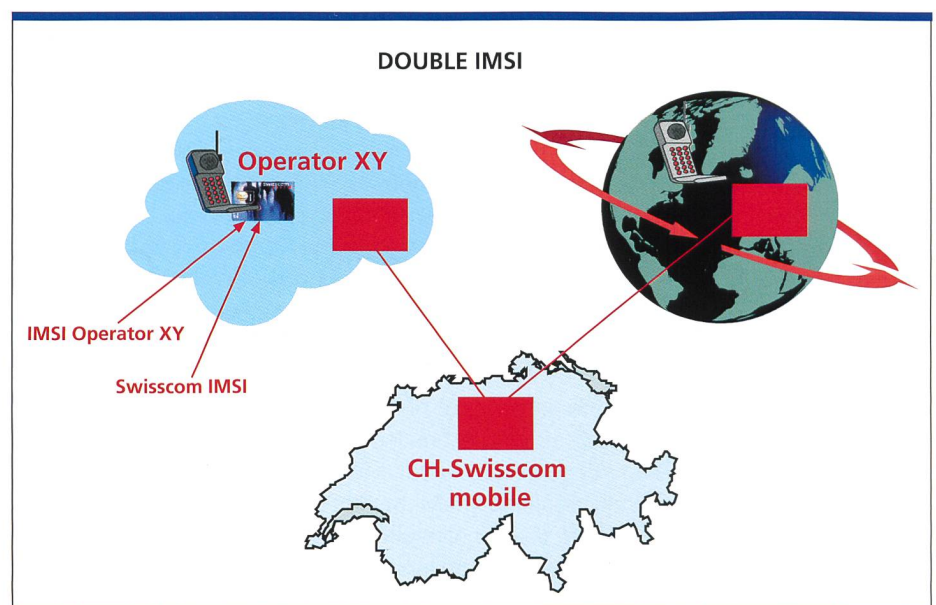 DOUBLE IMSI
Operator XY
IMSI Operator XY
Swisscom IMSI
CH-Swisscom
mobile